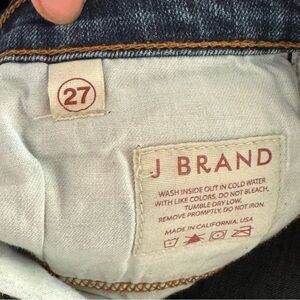 27
J BRAND
WASH INSIDE OUT IN COLD WATER
WITH LIKE COLORS, DO NOT BLEACH,
TUMBLE DRY LOW,
REMOVE PROMPTLY, DO NOT IRON.
MADE IN CALIFORNIA, USA